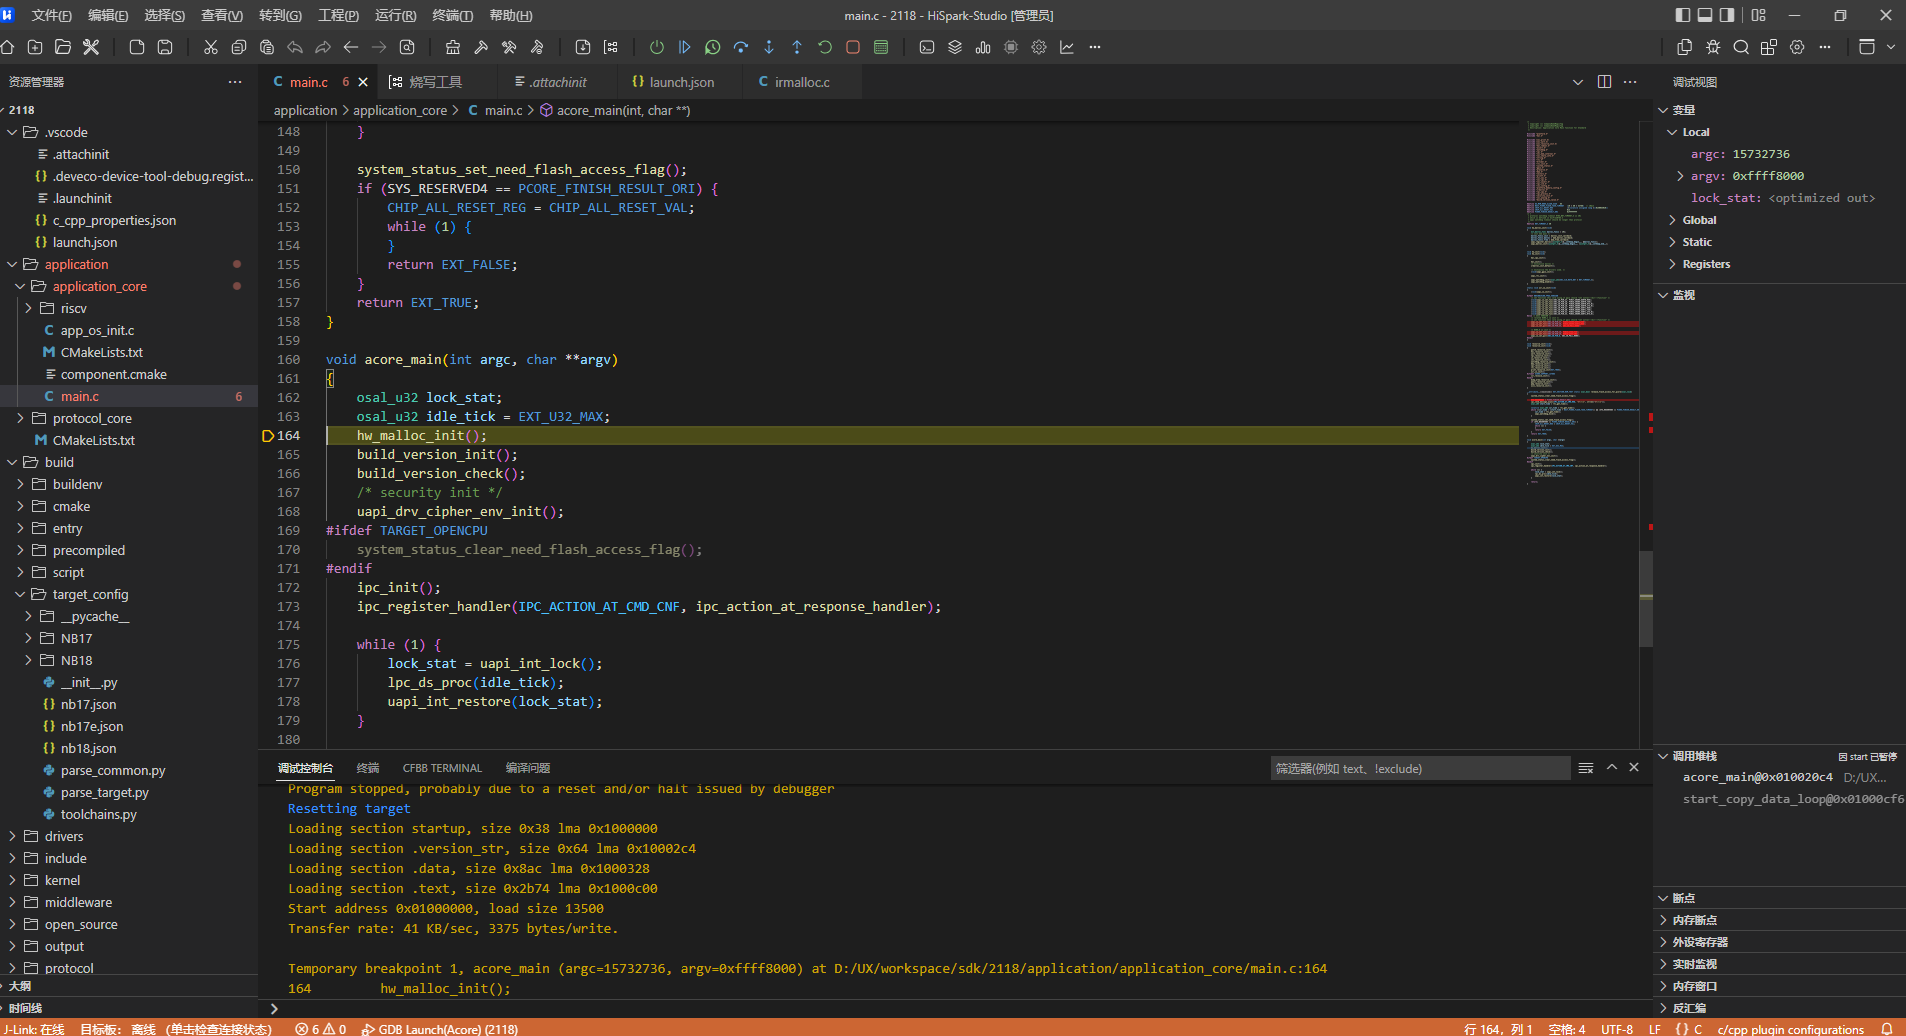 文件(F) 编辑(E) 选择(S) 查看(V) 转到(G) 工程(P) 运行(R) 终端(T) 帮助(H)
main.c - 2118 - HiSpark-Studio [管理员]
资源管理器
2118
.vscode
.attachinit
.deveco-device-tool-debug.regist...
.launchinit
c_cpp_properties.json
launch.json
application
application_core
riscv
app_os_init.c
CMakeLists.txt
component.cmake
main.c 6
protocol_core
CMakeLists.txt
build
buildenv
cmake
entry
precompiled
script
target_config
__pycache__
NB17
NB18
__init__.py
nb17.json
nb17e.json
nb18.json
parse_common.py
parse_target.py
toolchains.py
drivers
include
kernel
middleware
open_source
output
protocol
大纲
时间线
main.c 6 烧写工具 .attachinit launch.json irmalloc.c
application > application_core > main.c > acore_main(int, char **)
148 }
149
150 system_status_set_need_flash_access_flag();
151 if (SYS_RESERVED4 == PCORE_FINISH_RESULT_ORI) {
152 CHIP_ALL_RESET_REG = CHIP_ALL_RESET_VAL;
153 while (1) {
154 }
155 return EXT_FALSE;
156 }
157 return EXT_TRUE;
158 }
159
160 void acore_main(int argc, char **argv)
161 {
162 osal_u32 lock_stat;
163 osal_u32 idle_tick = EXT_U32_MAX;
164 hw_malloc_init();
165 build_version_init();
166 build_version_check();
167 /* security init */
168 uapi_drv_cipher_env_init();
169 #ifdef TARGET_OPENCPU
170 system_status_clear_need_flash_access_flag();
171 #endif
172 ipc_init();
173 ipc_register_handler(IPC_ACTION_AT_CMD_CNF, ipc_action_at_response_handler);
174
175 while (1) {
176 lock_stat = uapi_int_lock();
177 lpc_ds_proc(idle_tick);
178 uapi_int_restore(lock_stat);
179 }
180
调试控制台 终端 CFBB TERMINAL 编译问题
筛选器(例如 text、!exclude)
Program stopped, probably due to a reset and/or halt issued by debugger
Resetting target
Loading section startup, size 0x38 lma 0x1000000
Loading section .version_str, size 0x64 lma 0x10002c4
Loading section .data, size 0x8ac lma 0x1000328
Loading section .text, size 0x2b74 lma 0x1000c00
Start address 0x01000000, load size 13500
Transfer rate: 41 KB/sec, 3375 bytes/write.
Temporary breakpoint 1, acore_main (argc=15732736, argv=0xffff8000) at D:/UX/workspace/sdk/2118/application/application_core/main.c:164
164 hw_malloc_init();
调试视图
变量
Local
argc: 15732736
argv: 0xffff8000
lock_stat: <optimized out>
Global
Static
Registers
监视
调用堆栈 因 start 已暂停
acore_main@0x010020c4 D:/UX...
start_copy_data_loop@0x01000cf6
断点
内存断点
外设寄存器
实时监视
内存窗口
反汇编
J-Link: 在线 目标板: 离线 (单击检查连接状态) 6 0 GDB Launch(Acore) (2118)
行 164, 列 1 空格: 4 UTF-8 LF {} C c/cpp plugin configurations